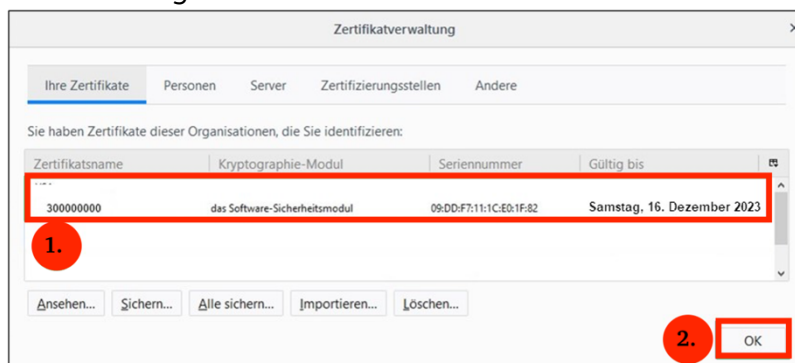 Zertifikatverwaltung
Ihre Zertifikate Personen Server Zertifizierungsstellen Andere
Sie haben Zertifikate dieser Organisationen, die Sie identifizieren:
Zertifikatsname Kryptographie-Modul Seriennummer Gültig bis
300000000 das Software-Sicherheitsmodul 09:DD:F7:11:1C:E0:1F:82 Samstag, 16. Dezember 2023
1.
Ansehen... Sichern... Alle sichern... Importieren... Löschen...
2. OK